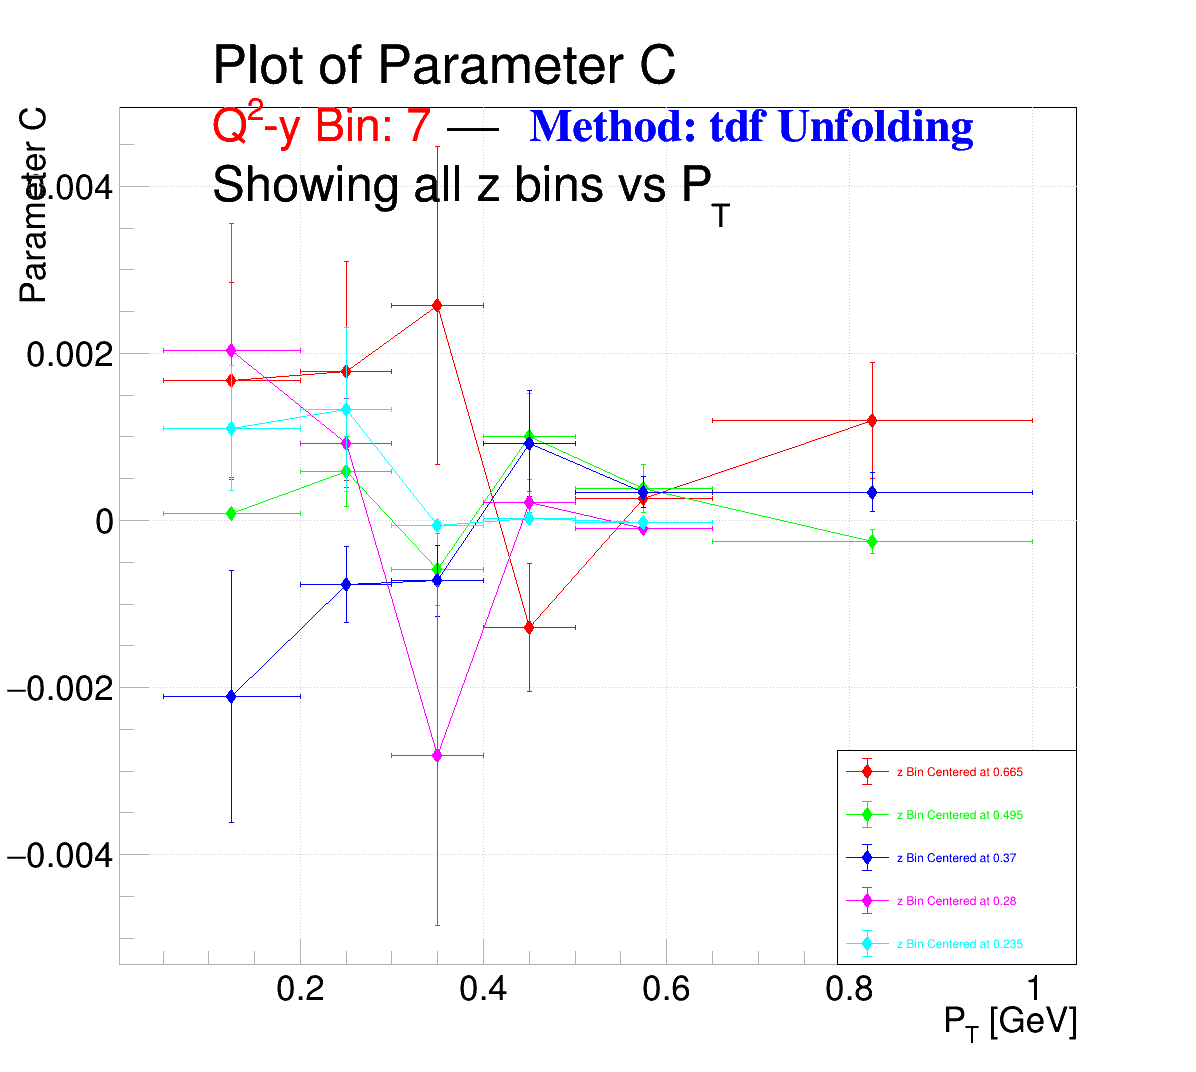 Plot of Parameter C
Q²-y Bin: 7 — Method: tdf Unfolding
Showing all z bins vs P_T
Parameter C
0.004
0.002
0
−0.002
−0.004
z Bin Centered at 0.665
z Bin Centered at 0.495
z Bin Centered at 0.37
z Bin Centered at 0.28
z Bin Centered at 0.235
0.2 0.4 0.6 0.8 1
P_T [GeV]